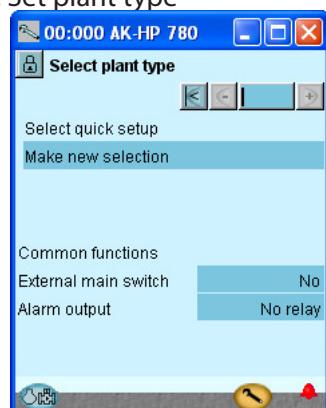 Set plant type
00:000 AK-HP 780
Select plant type
Select quick setup
Make new selection
Common functions
External main switch No
Alarm output No relay